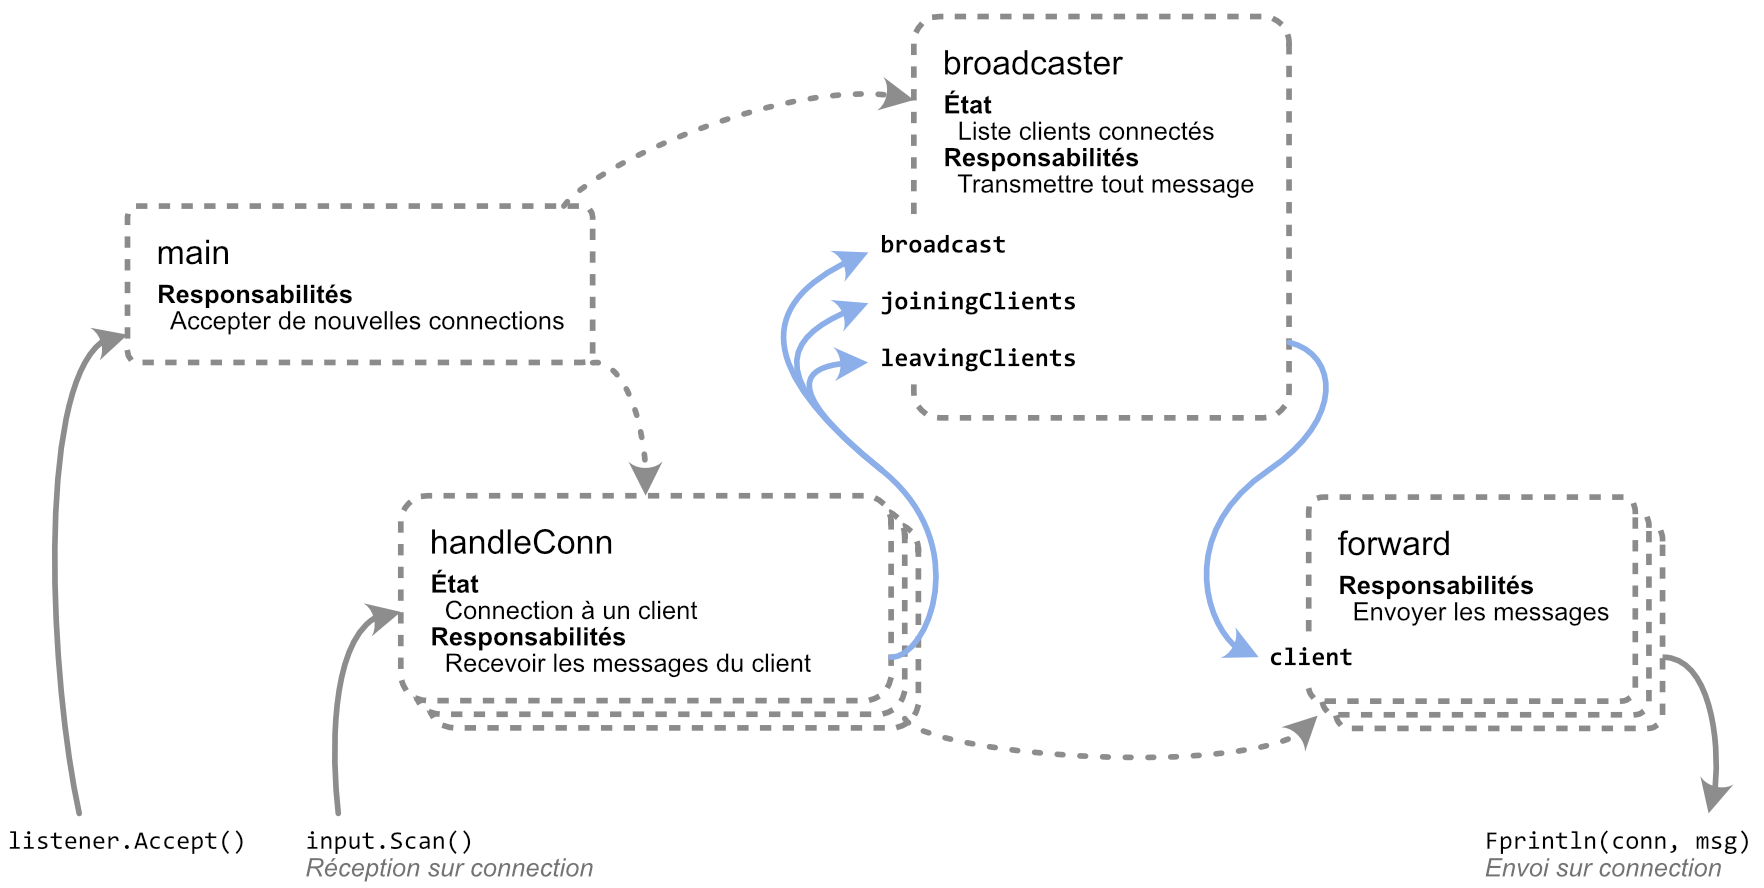 broadcaster
État
Liste clients connectés
Responsabilités
Transmettre tout message
broadcast
joiningClients
leavingClients
main
Responsabilités
Accepter de nouvelles connections
handleConn
État
Connection à un client
Responsabilités
Recevoir les messages du client
forward
Responsabilités
Envoyer les messages
client
listener.Accept()
input.Scan()
Réception sur connection
Fprintln(conn, msg)
Envoi sur connection